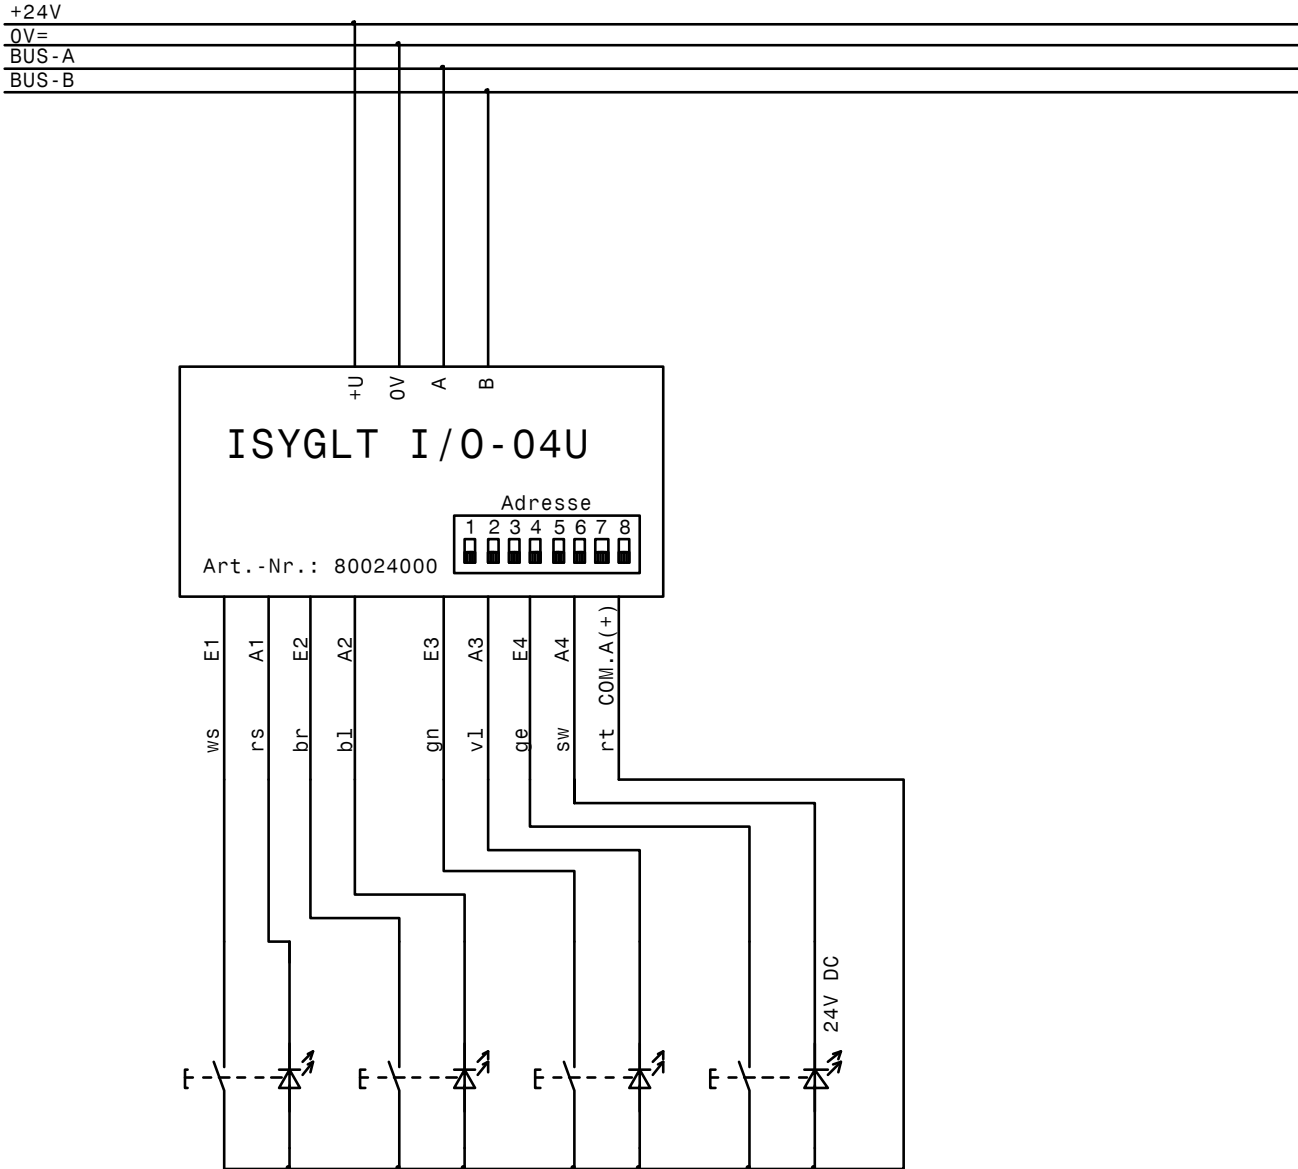 +24V
0V=
BUS-A
BUS-B
+U 0V A B
ISYGLT I/O-04U
Adresse
1 2 3 4 5 6 7 8
Art.-Nr.: 80024000
E1 A1 E2 A2 E3 A3 E4 A4 COM.A(+)
ws rs br bl gn vl ge sw rt
24V DC